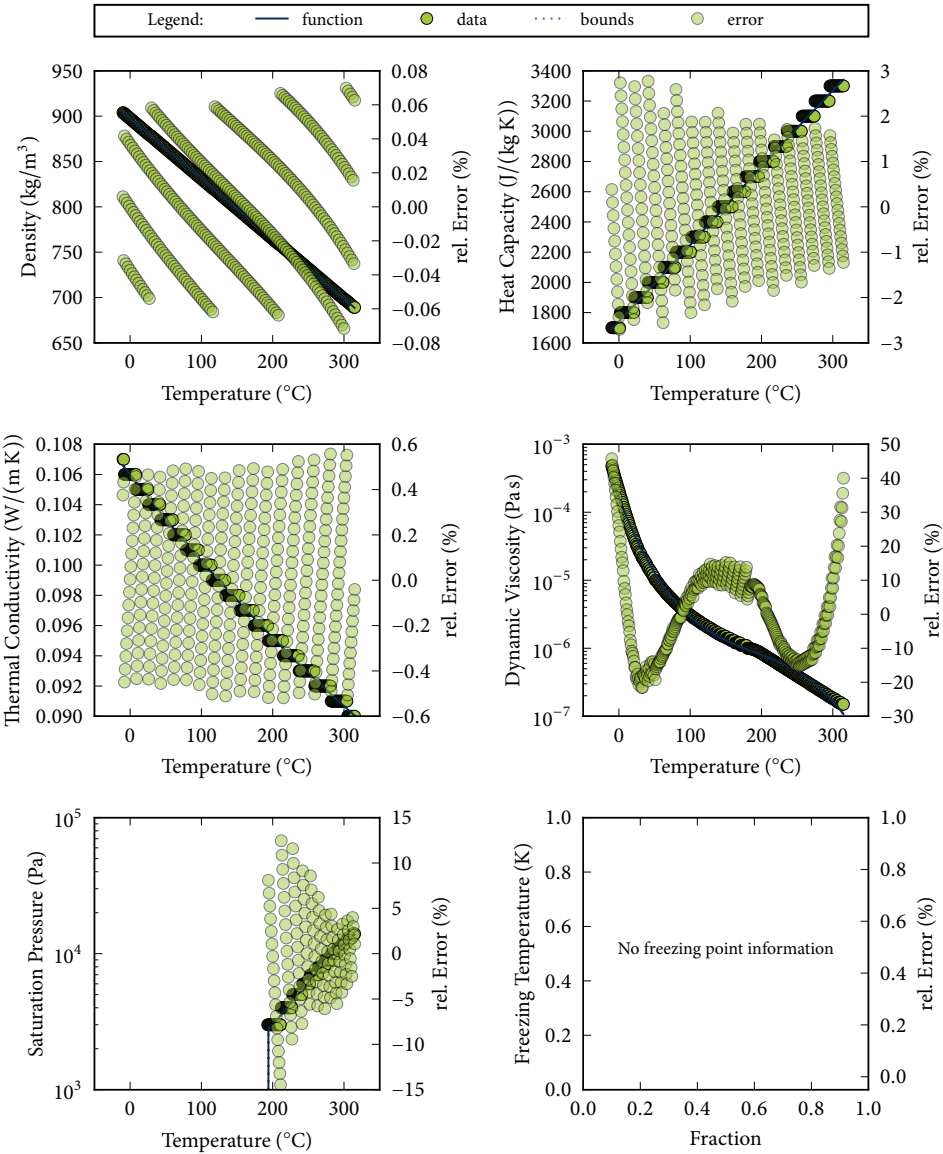 Legend: function data bounds error
950 900 850 800 750 700 650
Density (kg/m³)
0.08 0.06 0.04 0.02 0.00 −0.02 −0.04 −0.06 −0.08
rel. Error (%)
0 100 200 300
Temperature (°C)
3400 3200 3000 2800 2600 2400 2200 2000 1800 1600
Heat Capacity (J/(kg K))
3 2 1 0 −1 −2 −3
rel. Error (%)
0 100 200 300
Temperature (°C)
0.108 0.106 0.104 0.102 0.100 0.098 0.096 0.094 0.092 0.090
Thermal Conductivity (W/(m K))
0.6 0.4 0.2 0.0 −0.2 −0.4 −0.6
rel. Error (%)
0 100 200 300
Temperature (°C)
10⁻³ 10⁻⁴ 10⁻⁵ 10⁻⁶ 10⁻⁷
Dynamic Viscosity (Pa s)
50 40 30 20 10 0 −10 −20 −30
rel. Error (%)
0 100 200 300
Temperature (°C)
10⁵ 10⁴ 10³
Saturation Pressure (Pa)
15 10 5 0 −5 −10 −15
rel. Error (%)
0 100 200 300
Temperature (°C)
1.0 0.8 0.6 0.4 0.2 0.0
Freezing Temperature (K)
No freezing point information
1.0 0.8 0.6 0.4 0.2 0.0
rel. Error (%)
0.0 0.2 0.4 0.6 0.8 1.0
Fraction